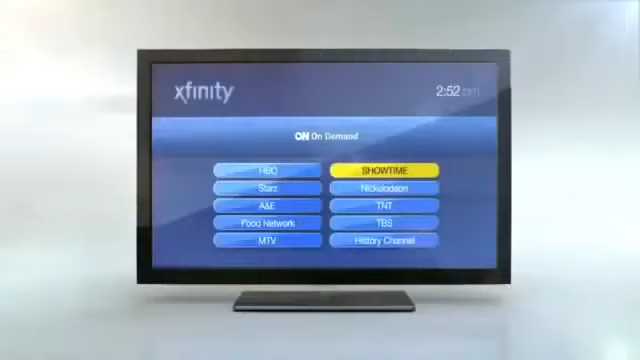 xfinity
2:52 pm
ON On Demand
HBO
SHOWTIME
Starz
Nickelodeon
A&E
TNT
Food Network
TBS
MTV
History Channel